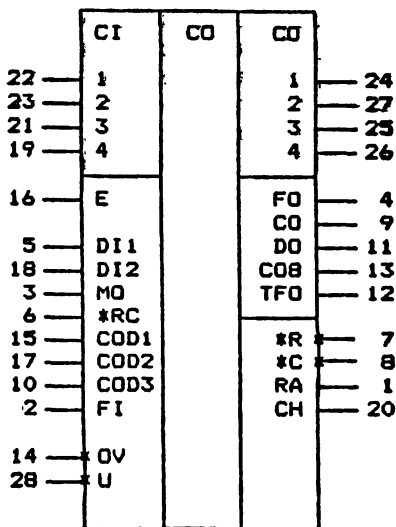 CI CO CO
22 1 1 24
23 2 2 27
21 3 3 25
19 4 4 26
16 E FO 4
CO 9
5 DI1 DO 11
18 DI2 CO8 13
3 MO TFO 12
6 *RC
15 COD1 *R 7
17 COD2 *C 8
10 COD3 RA 1
2 FI CH 20
14 OV
28 U